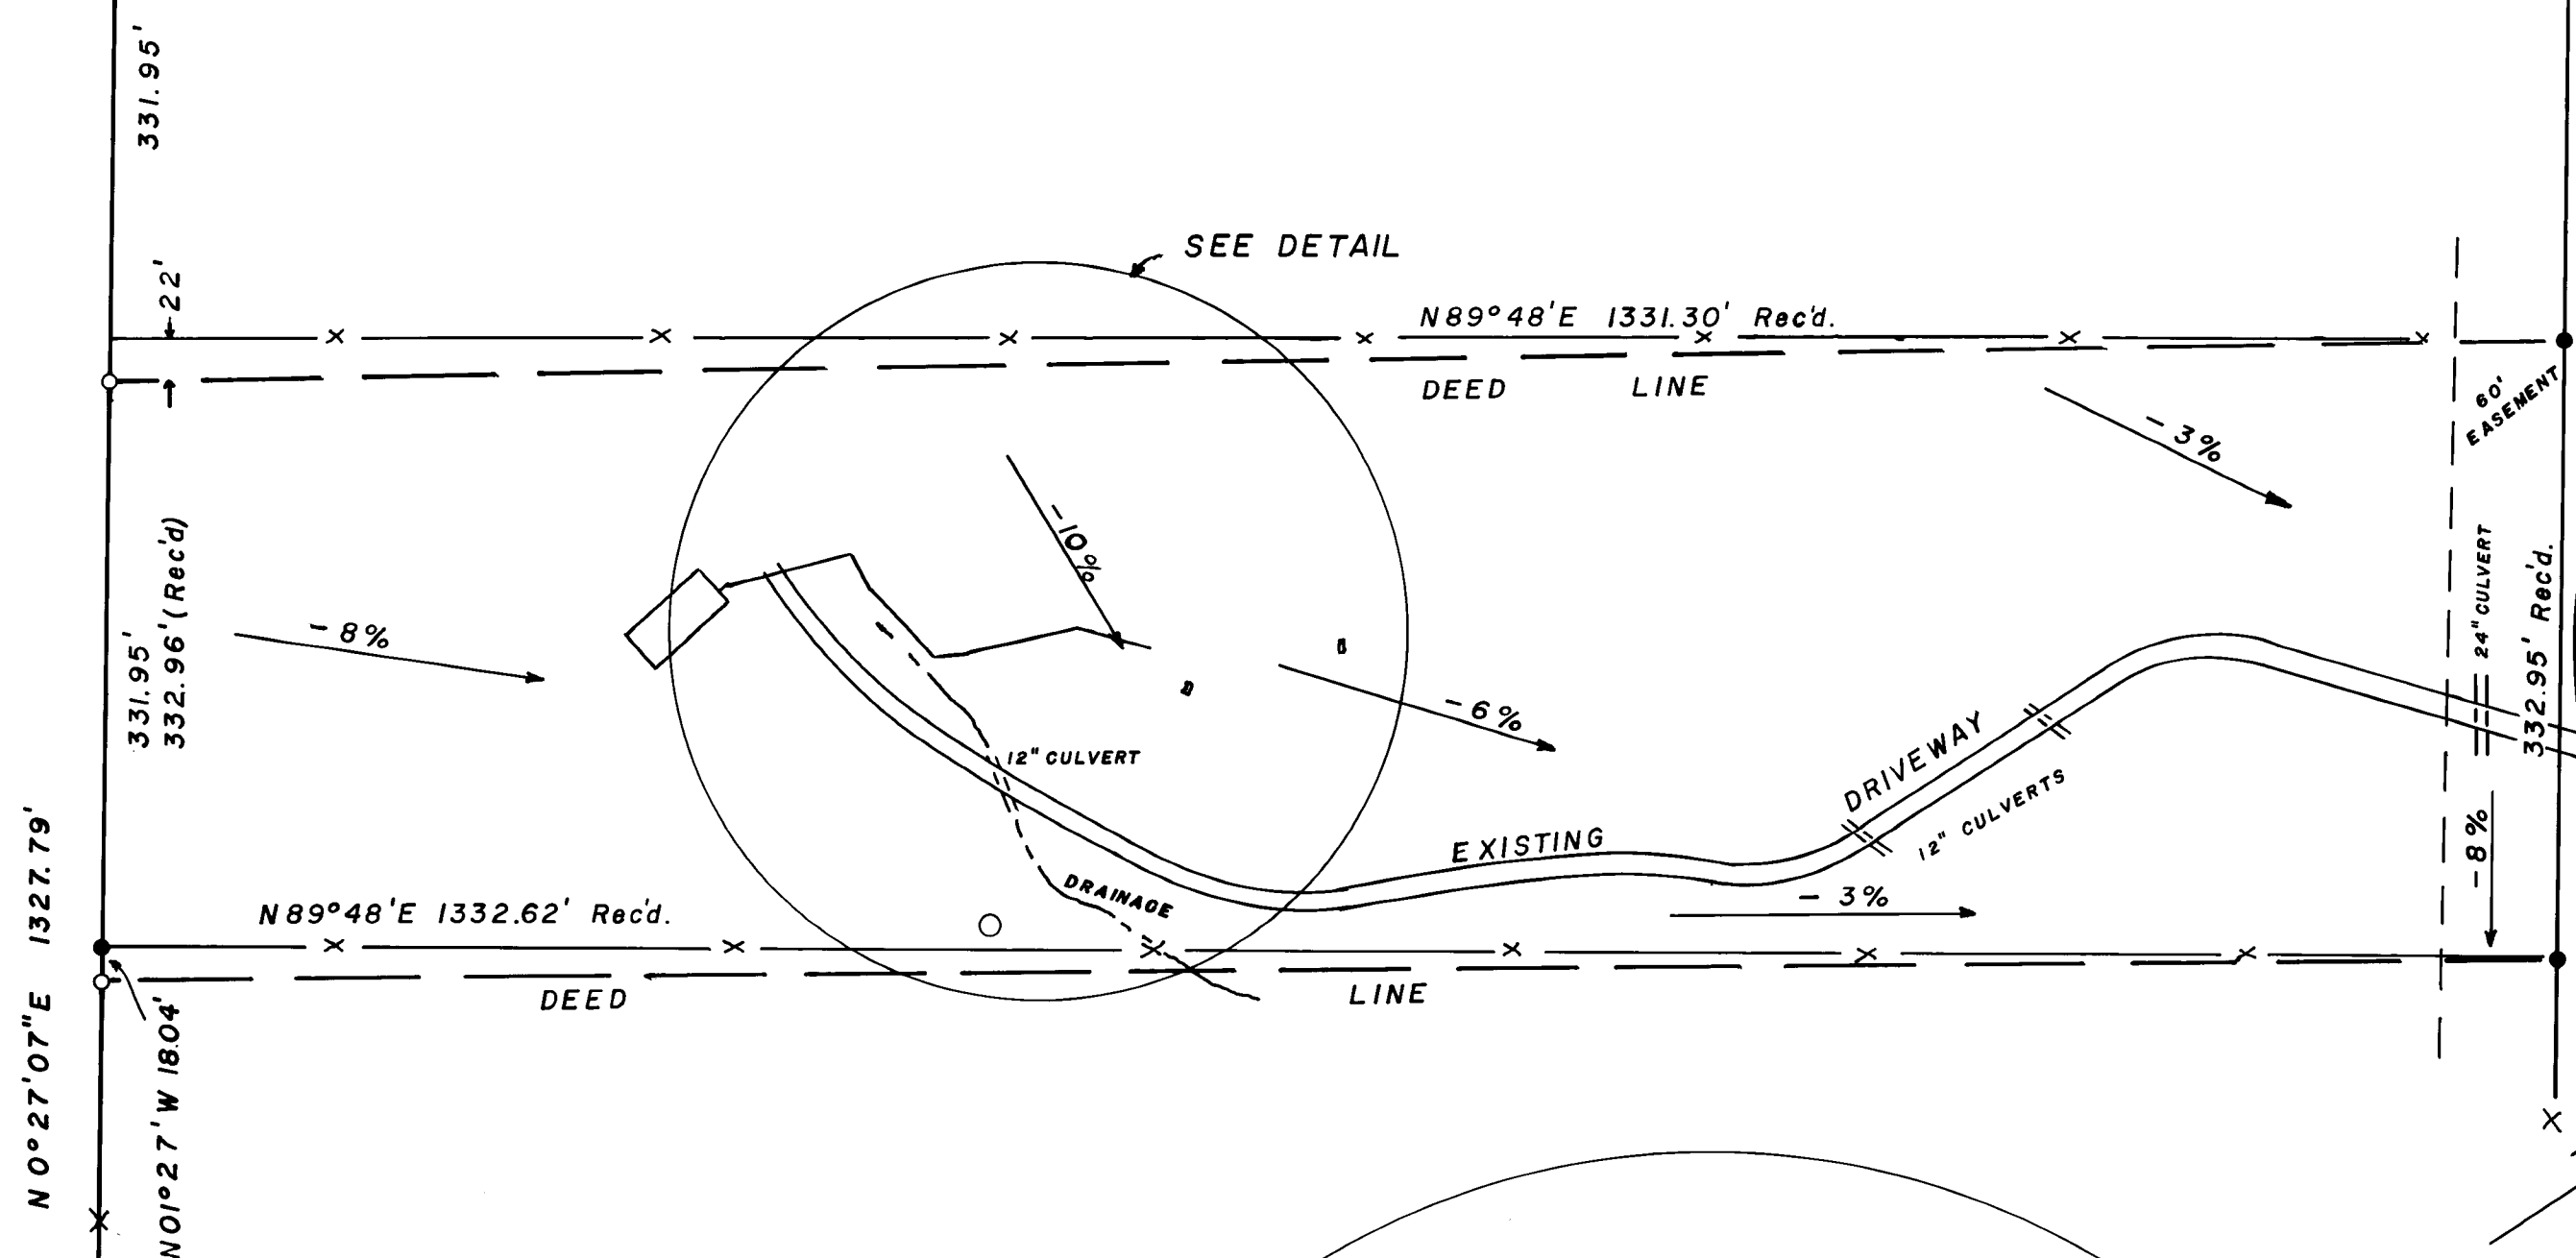 331.95'
22'
SEE DETAIL
N89°48'E 1331.30' Rec'd.
DEED LINE
60'
EASEMENT
-3%
-10%
-8%
331.95'
332.96'(Rec'd)
-6%
24" CULVERT
332.95' Rec'd.
12" CULVERT
DRIVEWAY
12" CULVERTS
EXISTING
-8%
DRAINAGE
-3%
N89°48'E 1332.62' Rec'd.
DEED LINE
N0°27'07"E 1327.79'
N01°27'W 18.04'